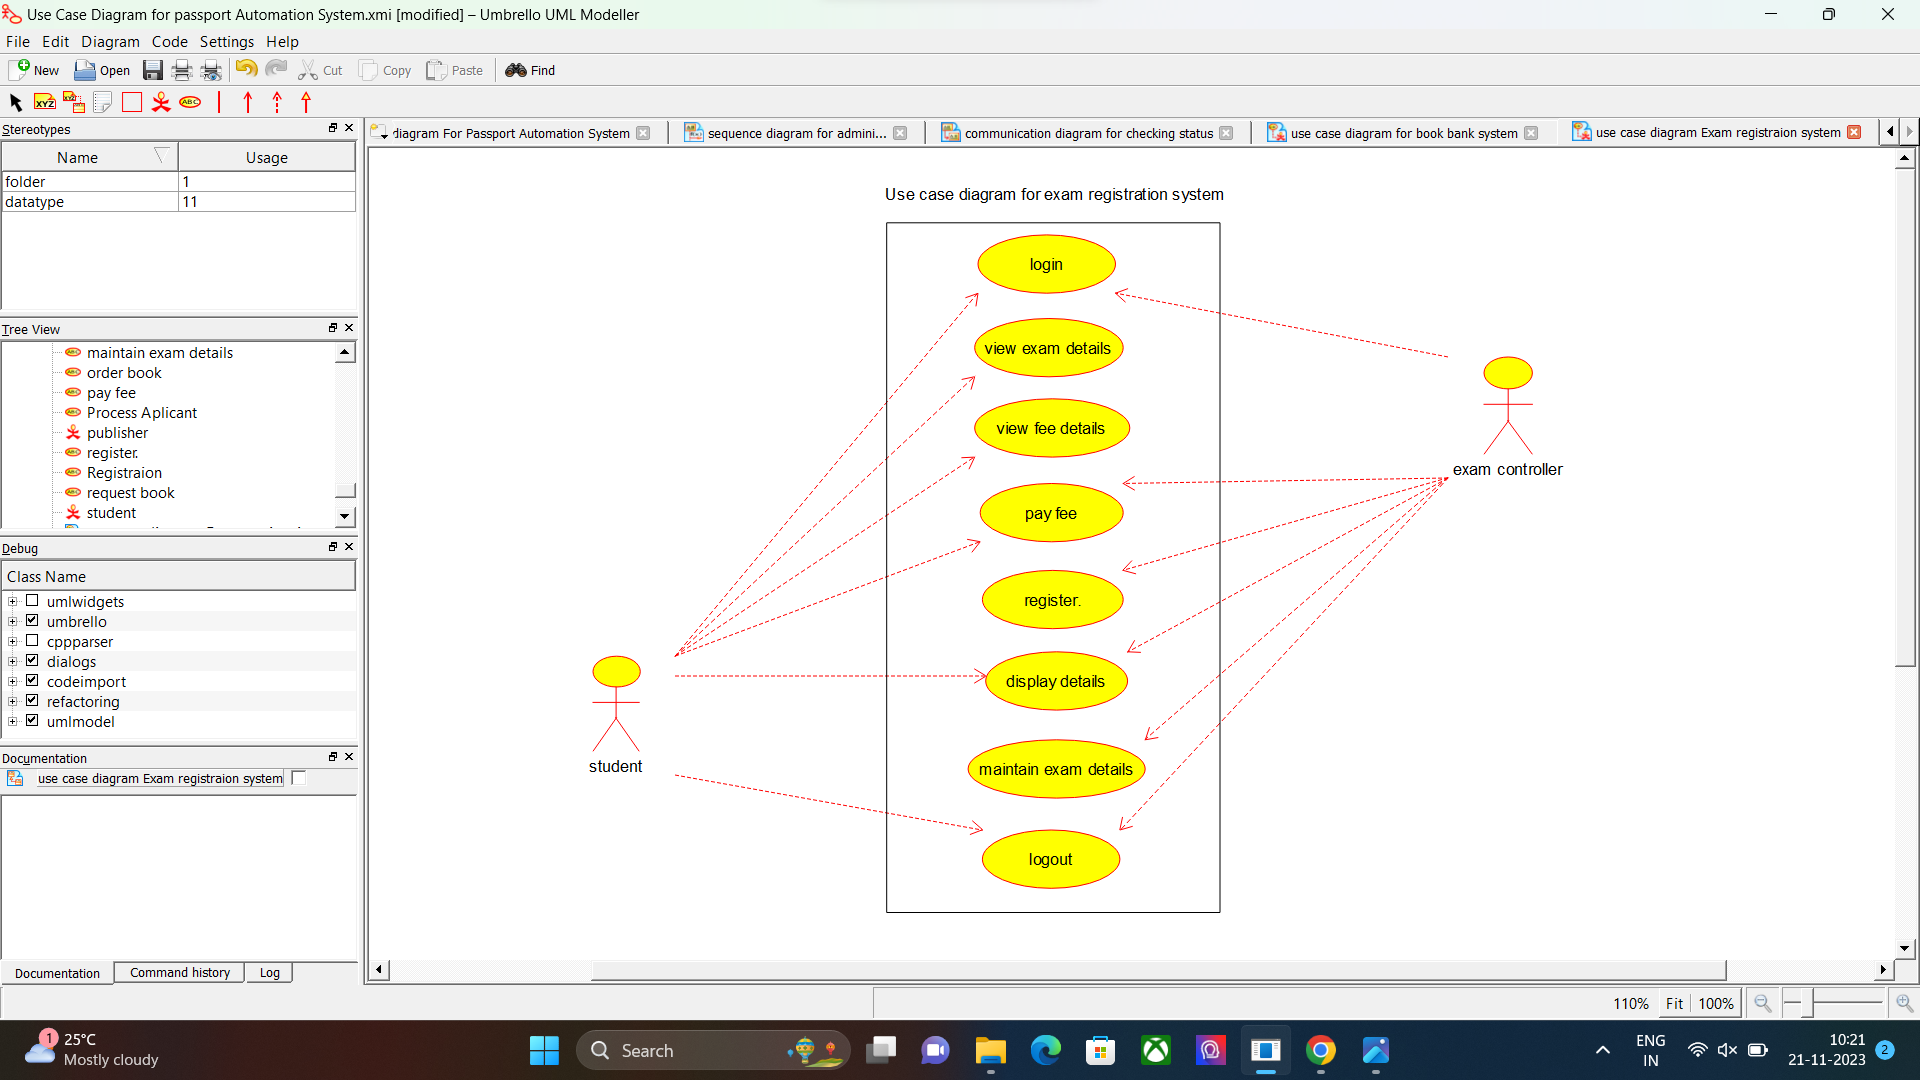 Use Case Diagram for passport Automation System.xmi [modified] – Umbrello UML Modeller
File Edit Diagram Code Settings Help
New Open Cut Copy Paste Find
XYZ XYZ ABC
Stereotypes
Name Usage
folder 1
datatype 11
Tree View
maintain exam details
order book
pay fee
Process Aplicant
publisher
register.
Registraion
request book
student
Debug
Class Name
umlwidgets
umbrello
cppparser
dialogs
codeimport
refactoring
umlmodel
Documentation
use case diagram Exam registraion system
Documentation Command history Log
diagram For Passport Automation System
sequence diagram for admini...
communication diagram for checking status
use case diagram for book bank system
use case diagram Exam registraion system
Use case diagram for exam registration system
login
view exam details
view fee details
pay fee
register.
display details
maintain exam details
logout
student
exam controller
110% Fit 100%
1
25°C
Mostly cloudy
Search
ENG
IN
10:21
21-11-2023
2